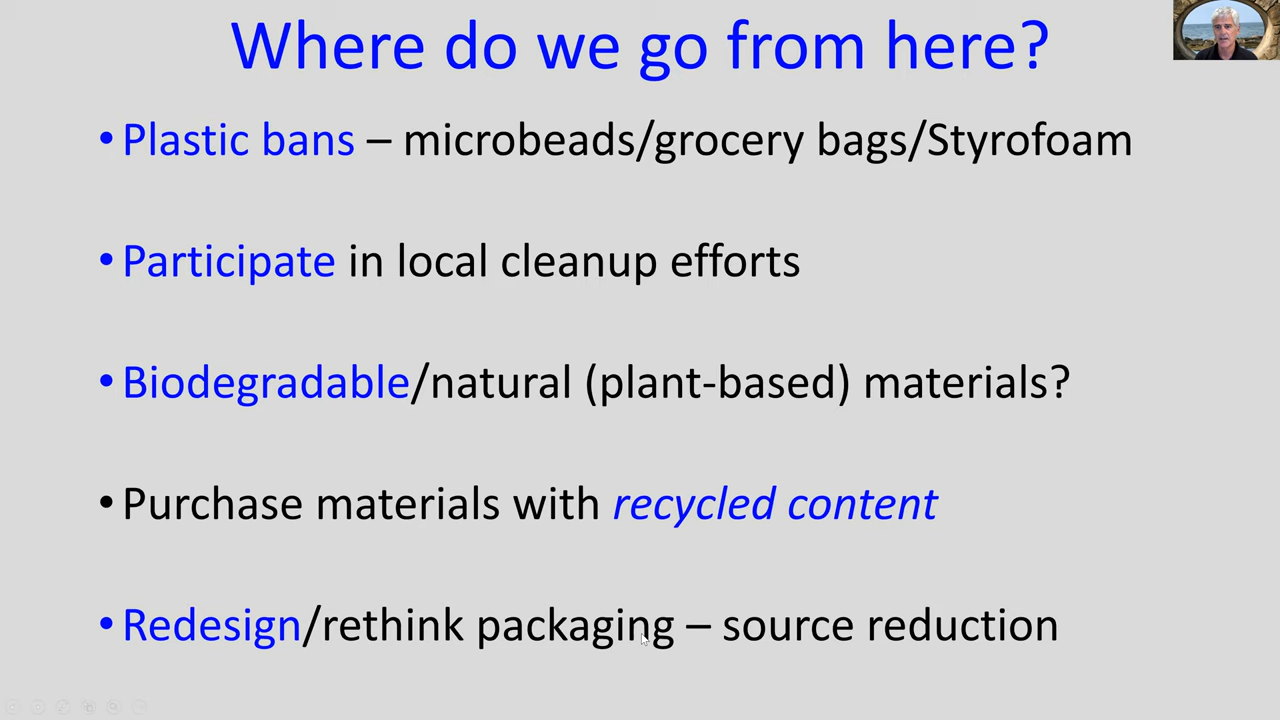 Where do we go from here?
•Plastic bans – microbeads/grocery bags/Styrofoam
•Participate in local cleanup efforts
•Biodegradable/natural (plant-based) materials?
•Purchase materials with recycled content
•Redesign/rethink packaging – source reduction